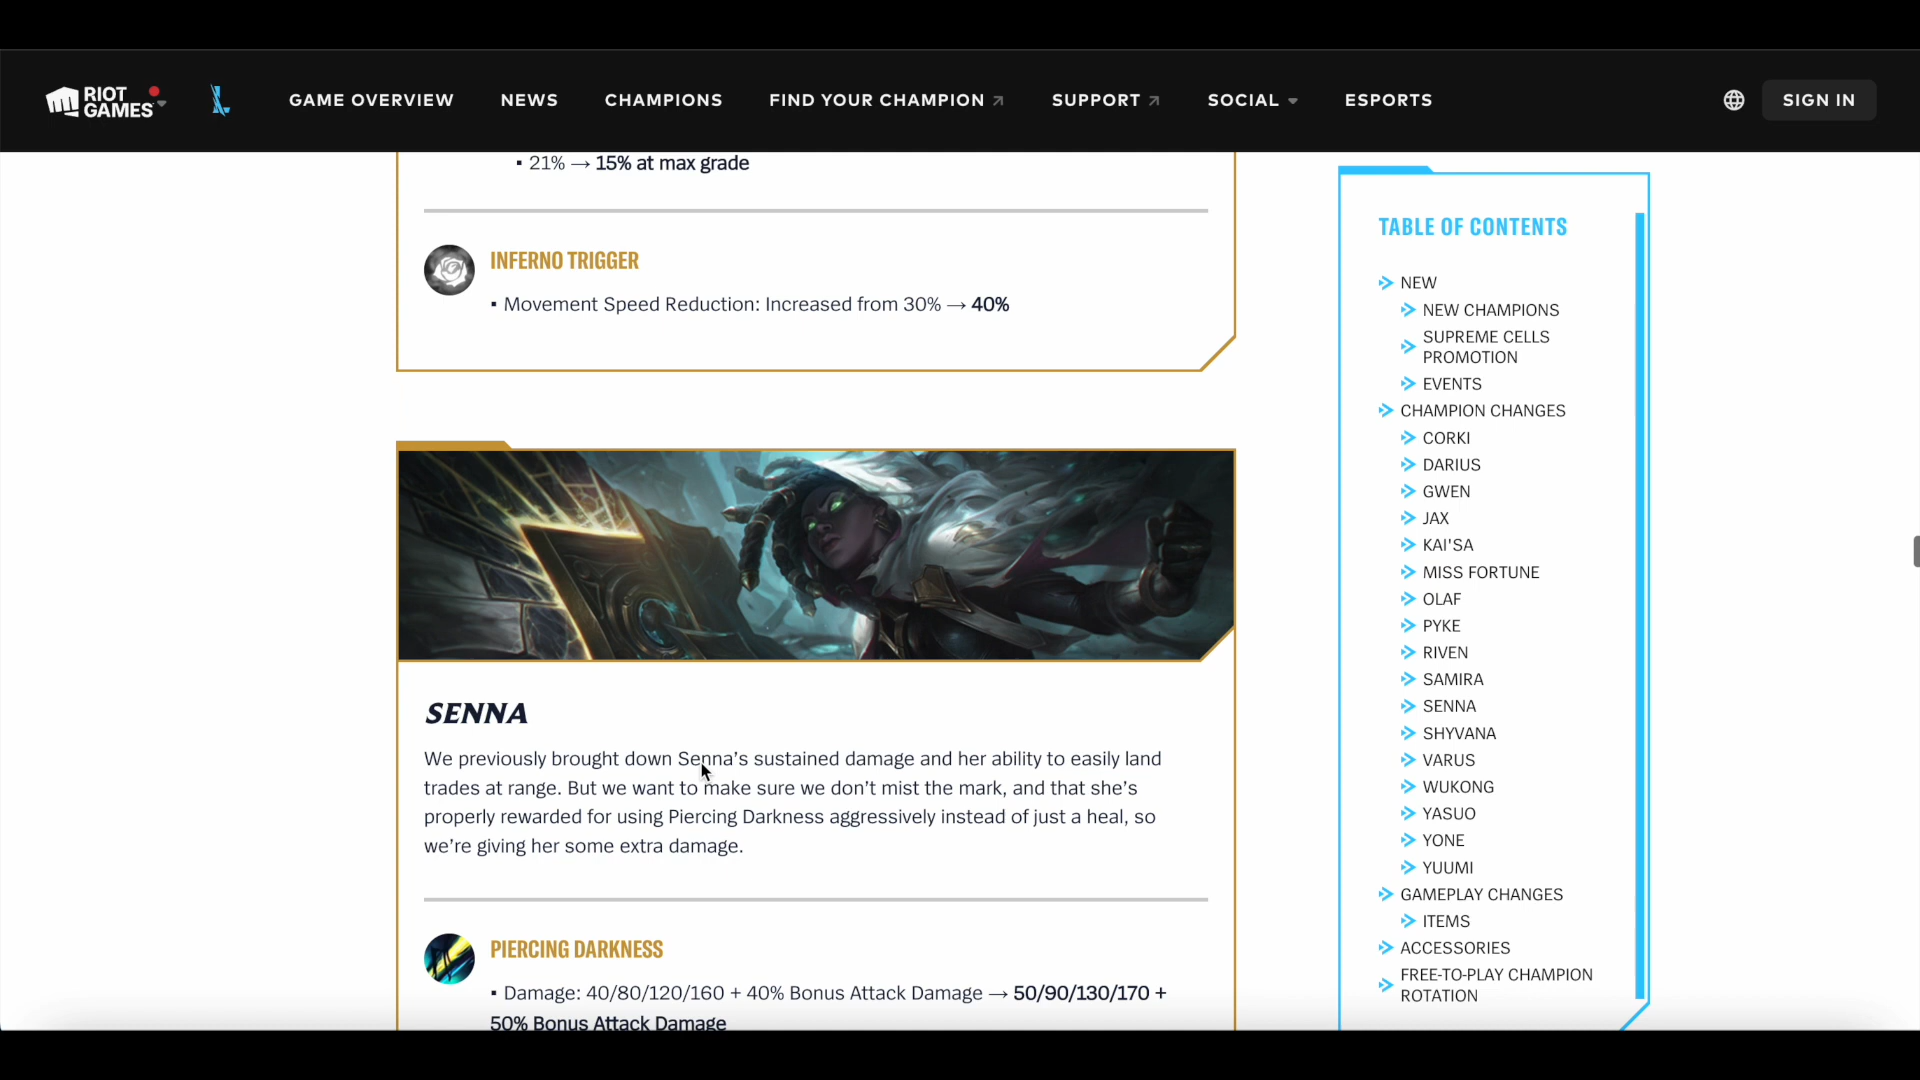 RIOT
GAMES
GAME OVERVIEW
NEWS
CHAMPIONS
FIND YOUR CHAMPION
SUPPORT
SOCIAL
ESPORTS
SIGN IN
▪ 21% → 15% at max grade
INFERNO TRIGGER
▪ Movement Speed Reduction: Increased from 30% → 40%
SENNA
We previously brought down Senna’s sustained damage and her ability to easily land
trades at range. But we want to make sure we don’t mist the mark, and that she’s
properly rewarded for using Piercing Darkness aggressively instead of just a heal, so
we’re giving her some extra damage.
PIERCING DARKNESS
▪ Damage: 40/80/120/160 + 40% Bonus Attack Damage → 50/90/130/170 +
50% Bonus Attack Damage
TABLE OF CONTENTS
NEW
NEW CHAMPIONS
SUPREME CELLS
PROMOTION
EVENTS
CHAMPION CHANGES
CORKI
DARIUS
GWEN
JAX
KAI'SA
MISS FORTUNE
OLAF
PYKE
RIVEN
SAMIRA
SENNA
SHYVANA
VARUS
WUKONG
YASUO
YONE
YUUMI
GAMEPLAY CHANGES
ITEMS
ACCESSORIES
FREE-TO-PLAY CHAMPION
ROTATION